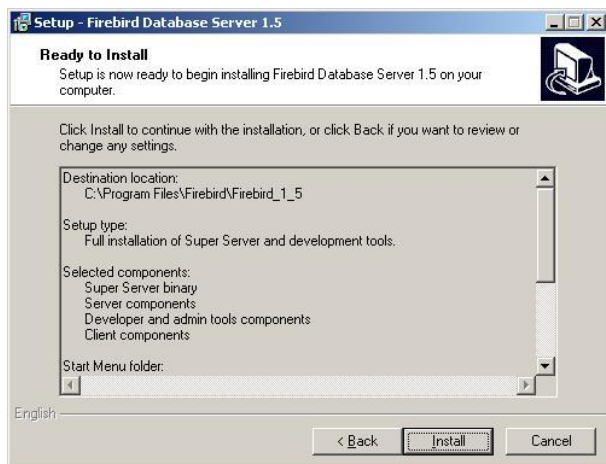 Setup - Firebird Database Server 1.5
Ready to Install
Setup is now ready to begin installing Firebird Database Server 1.5 on your
computer.
Click Install to continue with the installation, or click Back if you want to review or
change any settings.
Destination location:
C:\Program Files\Firebird\Firebird_1_5
Setup type:
Full installation of Super Server and development tools.
Selected components:
Super Server binary
Server components
Developer and admin tools components
Client components
Start Menu folder:
English
< Back Install Cancel